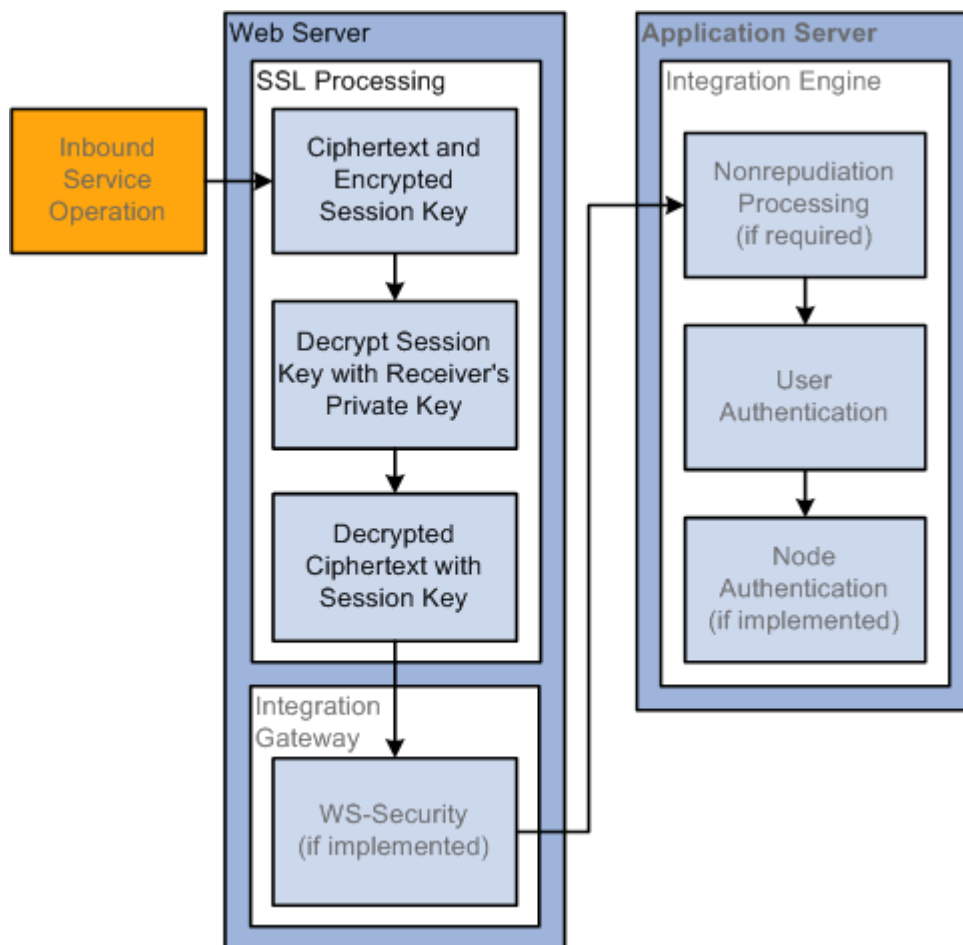 Web Server
SSL Processing
Inbound
Service
Operation
Ciphertext and
Encrypted
Session Key
Decrypt Session
Key with Receiver's
Private Key
Decrypted
Ciphertext with
Session Key
Integration
Gateway
WS-Security
(if implemented)
Application Server
Integration Engine
Nonrepudiation
Processing
(if required)
User
Authentication
Node
Authentication
(if implemented)